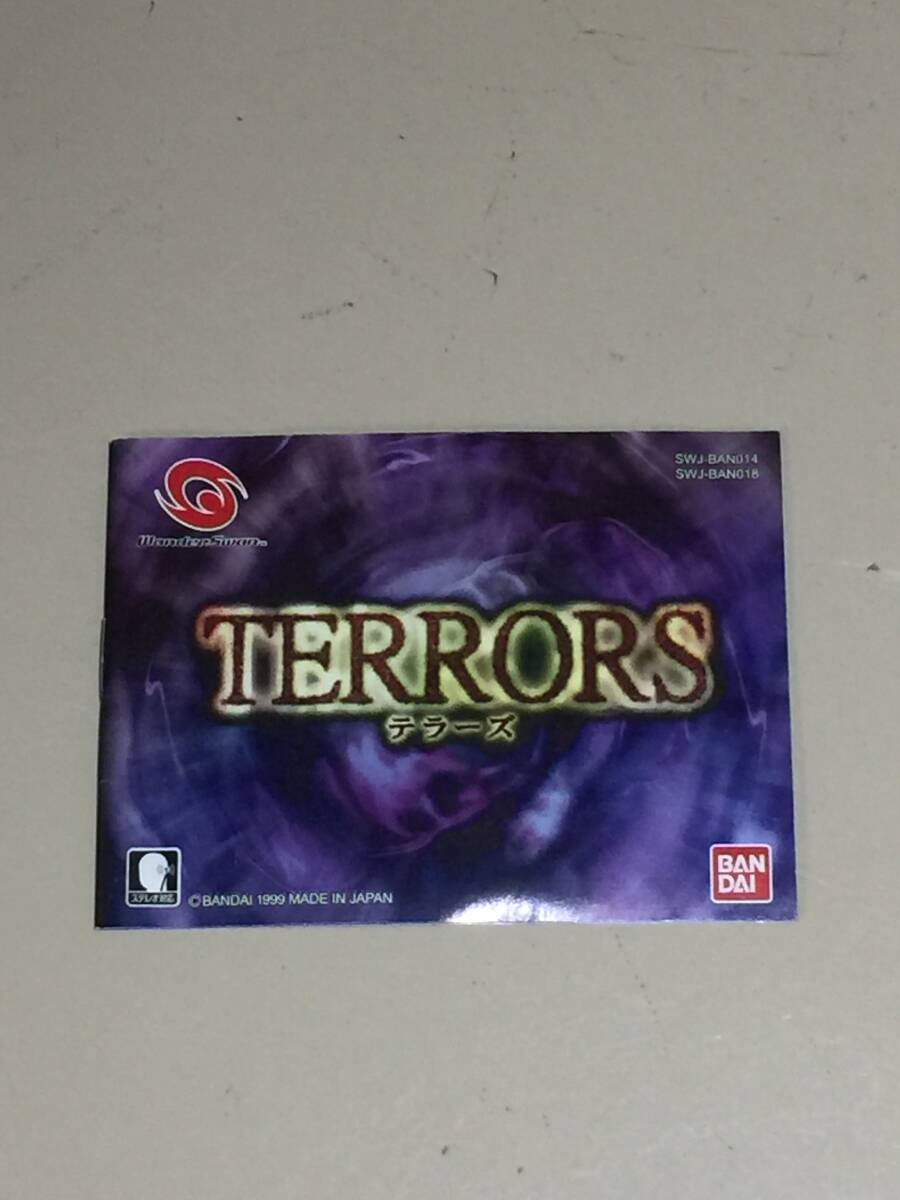 SWJ-BAN014
SWJ-BAN018
WonderSwan™
TERRORS
テラーズ
ステレオ対応
©BANDAI 1999 MADE IN JAPAN
BAN
DAI